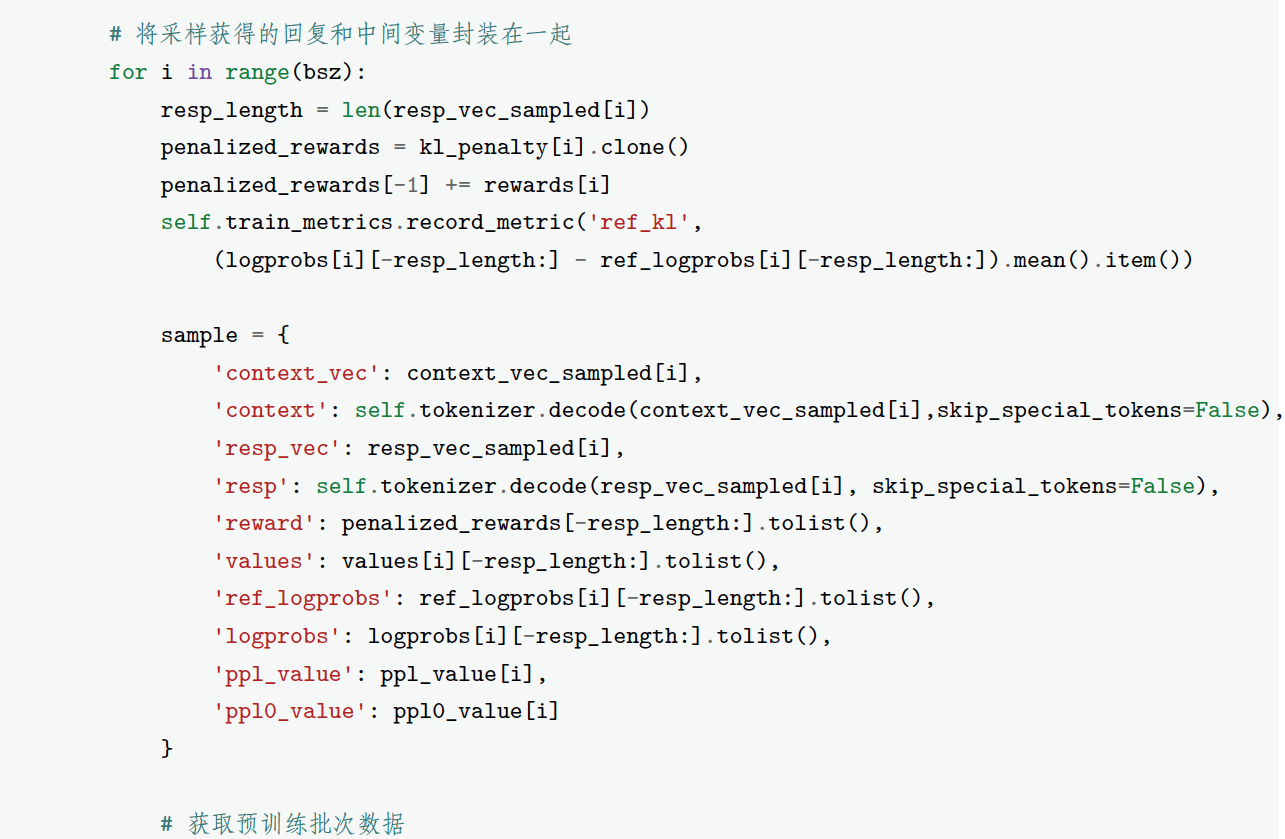 # 将采样获得的回复和中间变量封装在一起
for i in range(bsz):
    resp_length = len(resp_vec_sampled[i])
    penalized_rewards = kl_penalty[i].clone()
    penalized_rewards[-1] += rewards[i]
    self.train_metrics.record_metric('ref_kl',
        (logprobs[i][-resp_length:] - ref_logprobs[i][-resp_length:]).mean().item())
    sample = {
        'context_vec': context_vec_sampled[i],
        'context': self.tokenizer.decode(context_vec_sampled[i],skip_special_tokens=False),
        'resp_vec': resp_vec_sampled[i],
        'resp': self.tokenizer.decode(resp_vec_sampled[i], skip_special_tokens=False),
        'reward': penalized_rewards[-resp_length:].tolist(),
        'values': values[i][-resp_length:].tolist(),
        'ref_logprobs': ref_logprobs[i][-resp_length:].tolist(),
        'logprobs': logprobs[i][-resp_length:].tolist(),
        'ppl_value': ppl_value[i],
        'ppl0_value': ppl0_value[i]
    }
    # 获取预训练批次数据